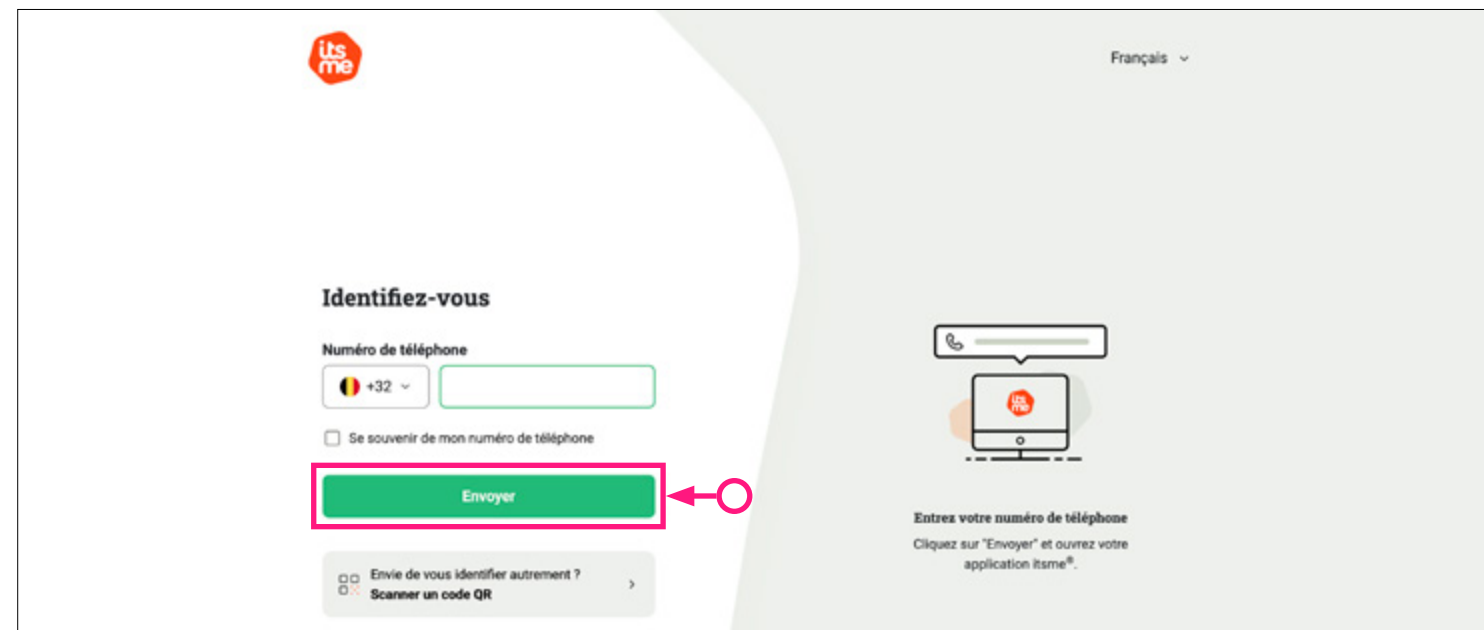 its
me
Français
Identifiez-vous
Numéro de téléphone
+32
Se souvenir de mon numéro de téléphone
Envoyer
Envie de vous identifier autrement ?
Scanner un code QR
its
me
Entrez votre numéro de téléphone
Cliquez sur "Envoyer" et ouvrez votre
application itsme®.